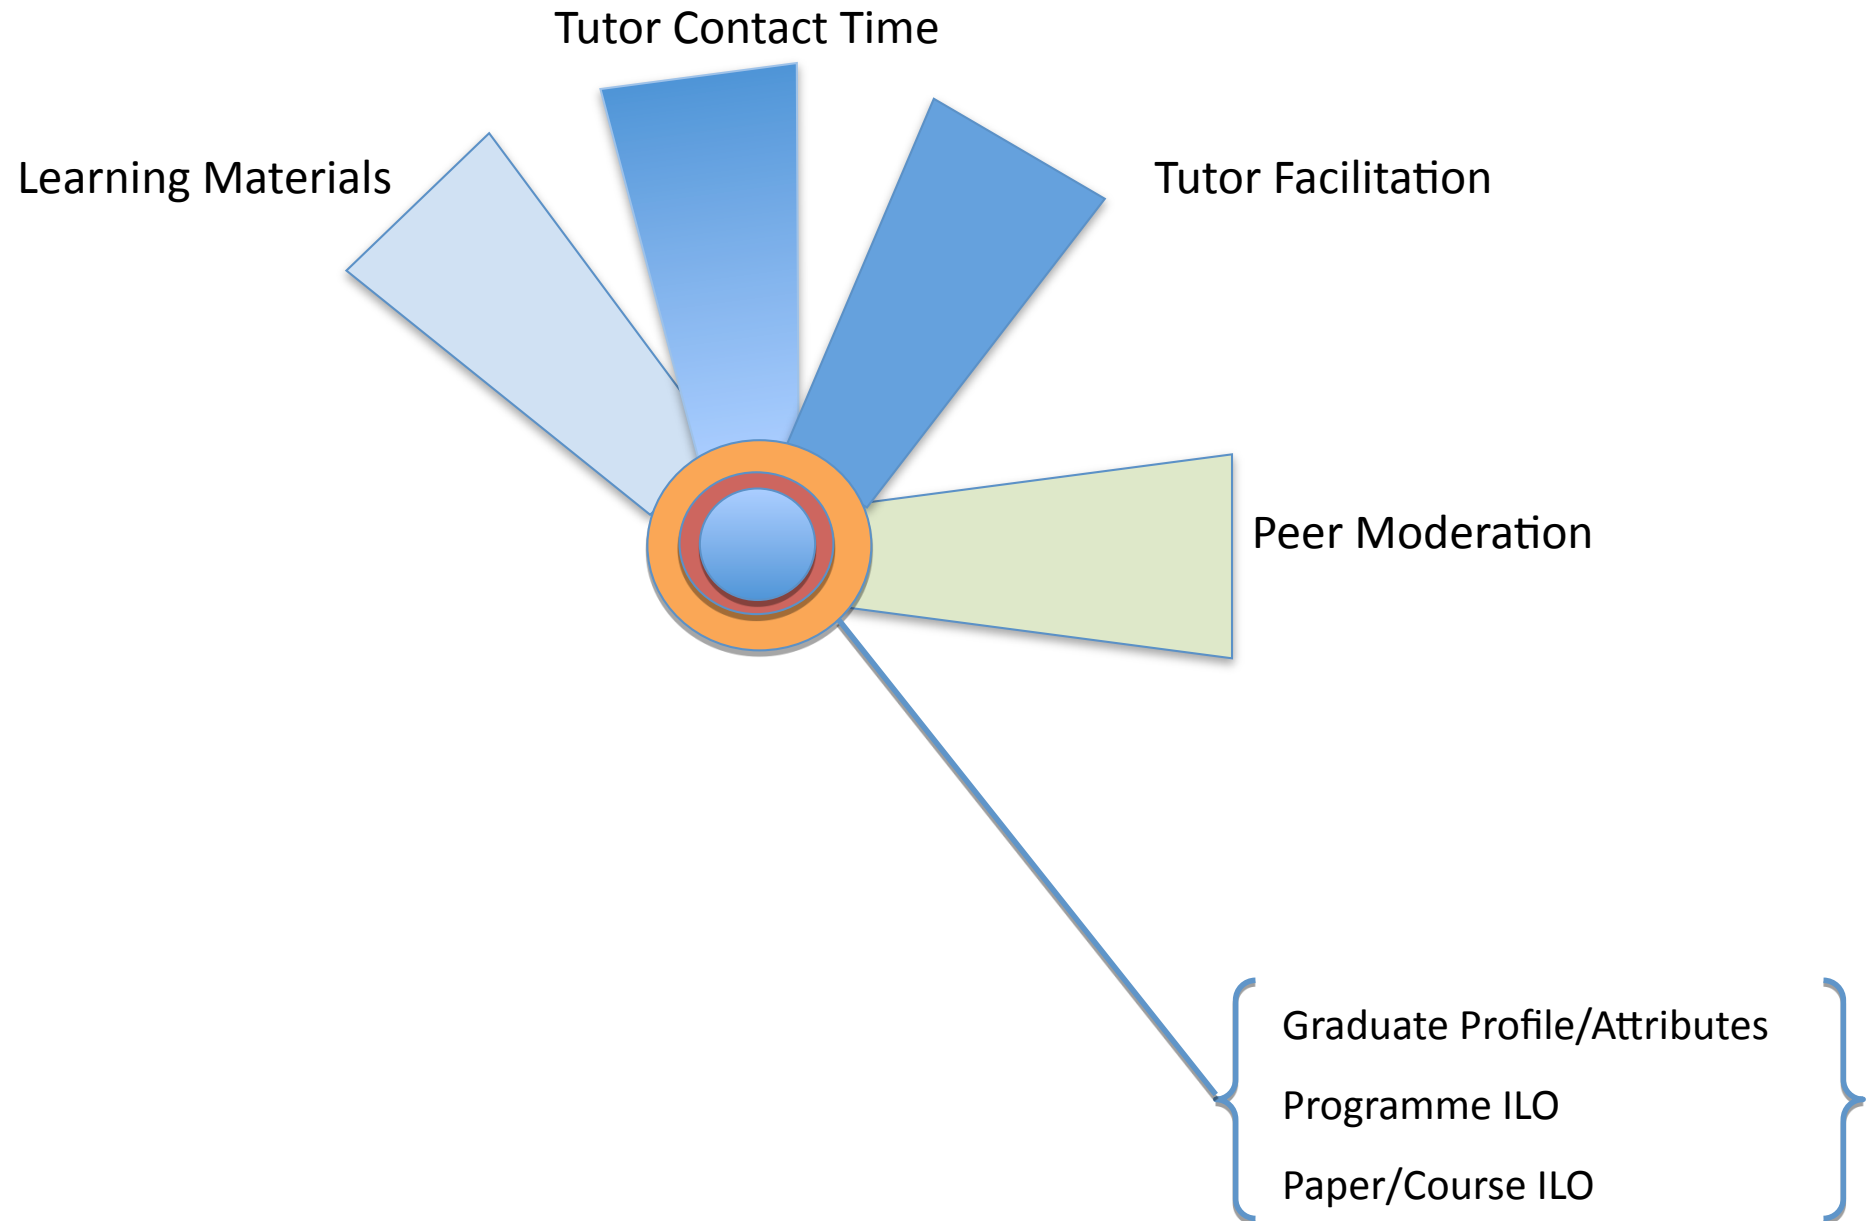 Tutor Contact Time
Learning Materials
Tutor Facilitation
Peer Moderation
Graduate Profile/Attributes
Programme ILO
Paper/Course ILO